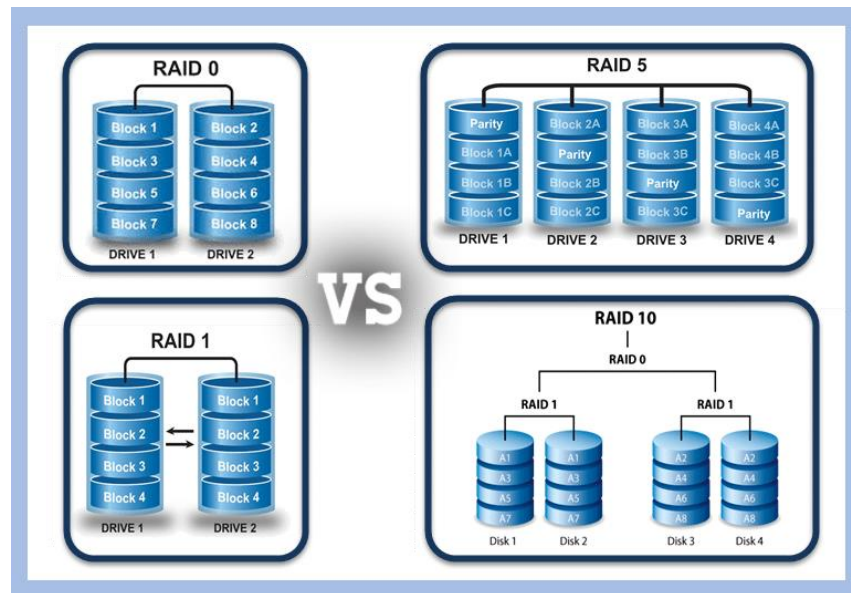 RAID 0
Block 1 Block 2
Block 3 Block 4
Block 5 Block 6
Block 7 Block 8
DRIVE 1 DRIVE 2
RAID 5
Parity Block 2A Block 3A Block 4A
Block 1A Parity Block 3B Block 4B
Block 1B Block 2B Parity Block 3C
Block 1C Block 2C Block 3C Parity
DRIVE 1 DRIVE 2 DRIVE 3 DRIVE 4
VS
RAID 1
Block 1 Block 1
Block 2 Block 2
Block 3 Block 3
Block 4 Block 4
DRIVE 1 DRIVE 2
RAID 10
RAID 0
RAID 1 RAID 1
A1 A1 A2 A2
A3 A3 A4 A4
A5 A5 A6 A6
A7 A7 A8 A8
Disk 1 Disk 2 Disk 3 Disk 4